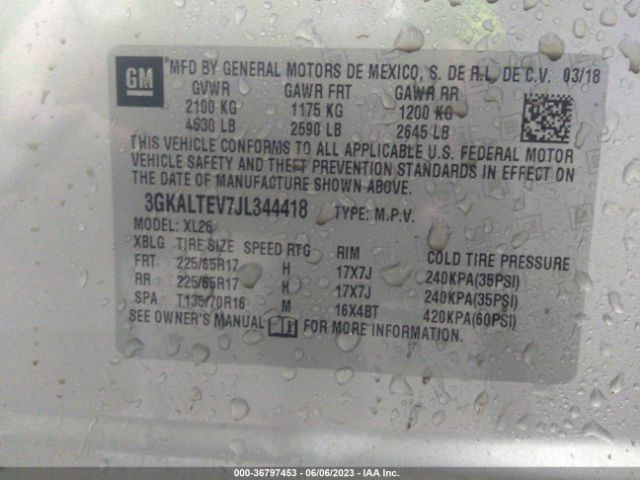 GM
MFD BY GENERAL MOTORS DE MEXICO, S. DE R.L. DE C.V. 03/18
GVWR GAWR FRT GAWR RR
2100 KG 1175 KG 1200 KG
4630 LB 2590 LB 2645 LB
THIS VEHICLE CONFORMS TO ALL APPLICABLE U.S. FEDERAL MOTOR
VEHICLE SAFETY AND THEFT PREVENTION STANDARDS IN EFFECT ON
THE DATE OF MANUFACTURE SHOWN ABOVE.
3GKALTEV7JL344418 TYPE: M.P.V.
MODEL: XL26
XBLG TIRE SIZE SPEED RTG RIM COLD TIRE PRESSURE
FRT 225/65R17 H 17X7J 240KPA(35PSI)
RR 225/65R17 H 17X7J 240KPA(35PSI)
SPA T135/70R16 M 16X4BT 420KPA(60PSI)
SEE OWNER'S MANUAL FOR MORE INFORMATION.
000-36797453 - 06/06/2023 - IAA Inc.